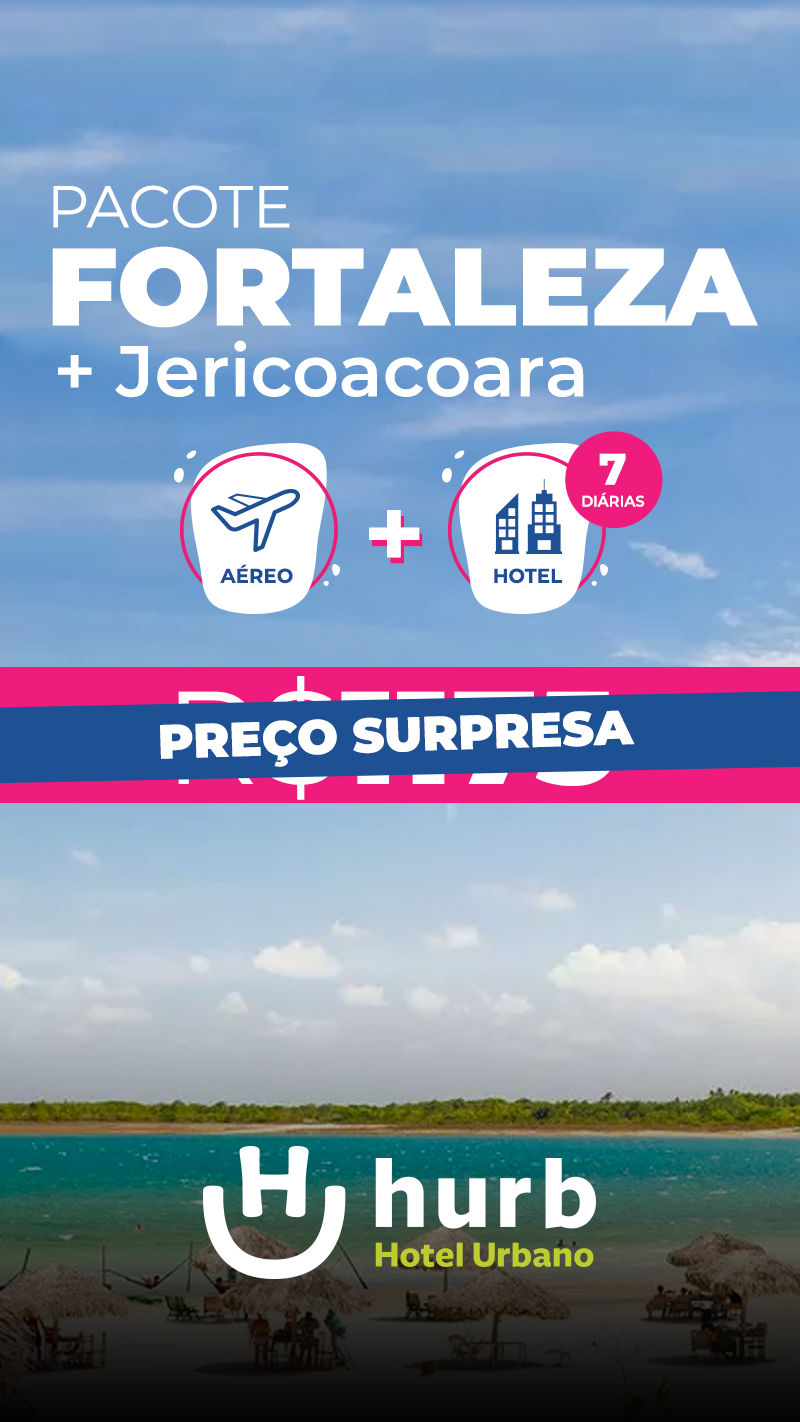 PACOTE
FORTALEZA
+ Jericoacoara
7
DIÁRIAS
AÉREO
+
HOTEL
PREÇO SURPRESA
hurb
Hotel Urbano